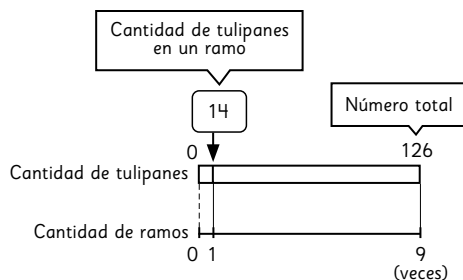 Cantidad de tulipanes
en un ramo
14
Número total
0
126
Cantidad de tulipanes
Cantidad de ramos
0 1
9
(veces)